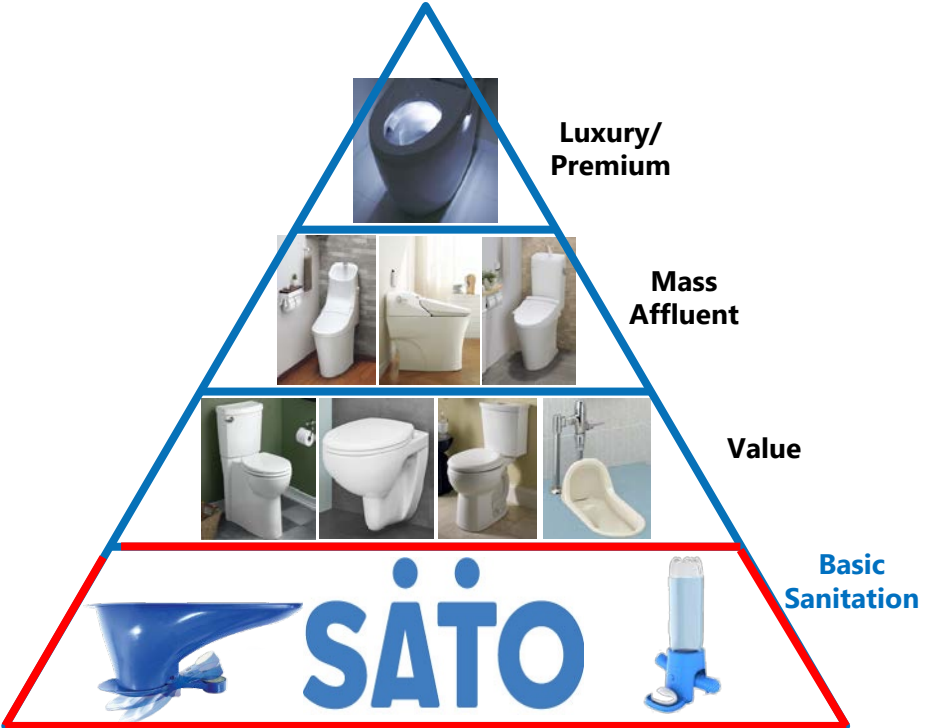 Luxury/
Premium
Mass
Affluent
Value
Basic
Sanitation
SATO